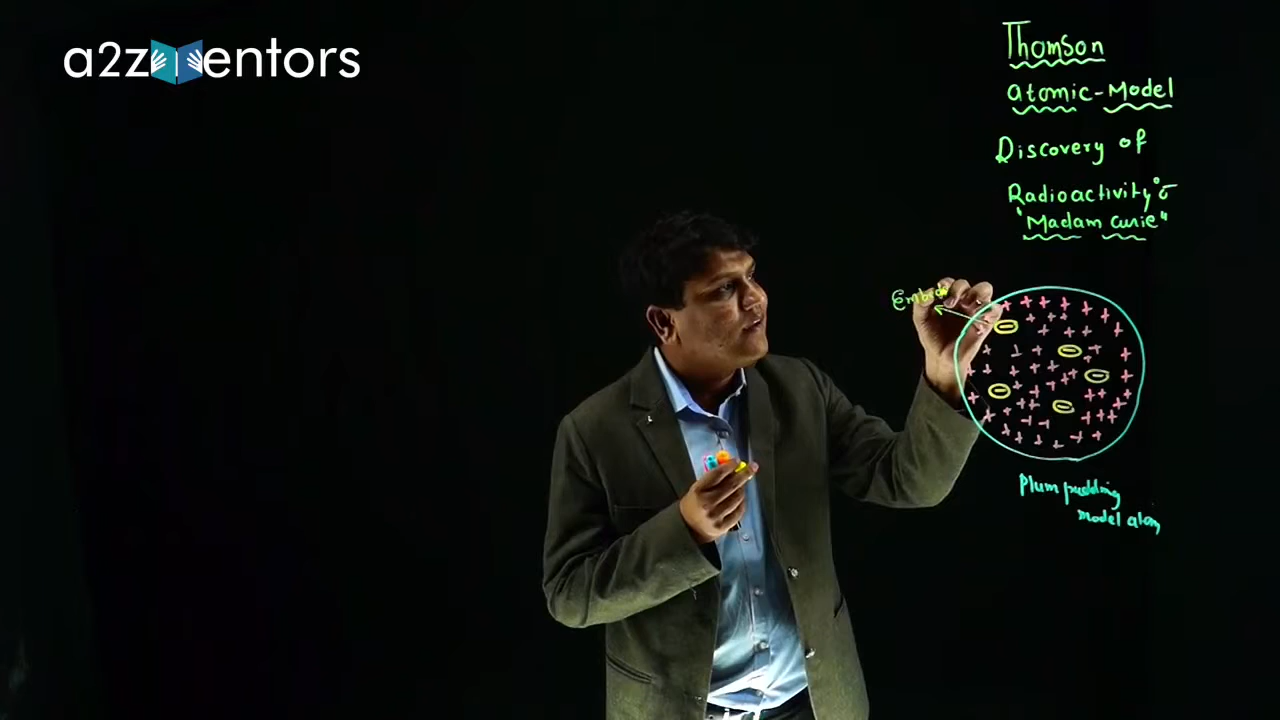 a2zmentors
Thomson
atomic-Model
Discovery of
Radioactivity
"Madam curie"
Plum pudding
model atom